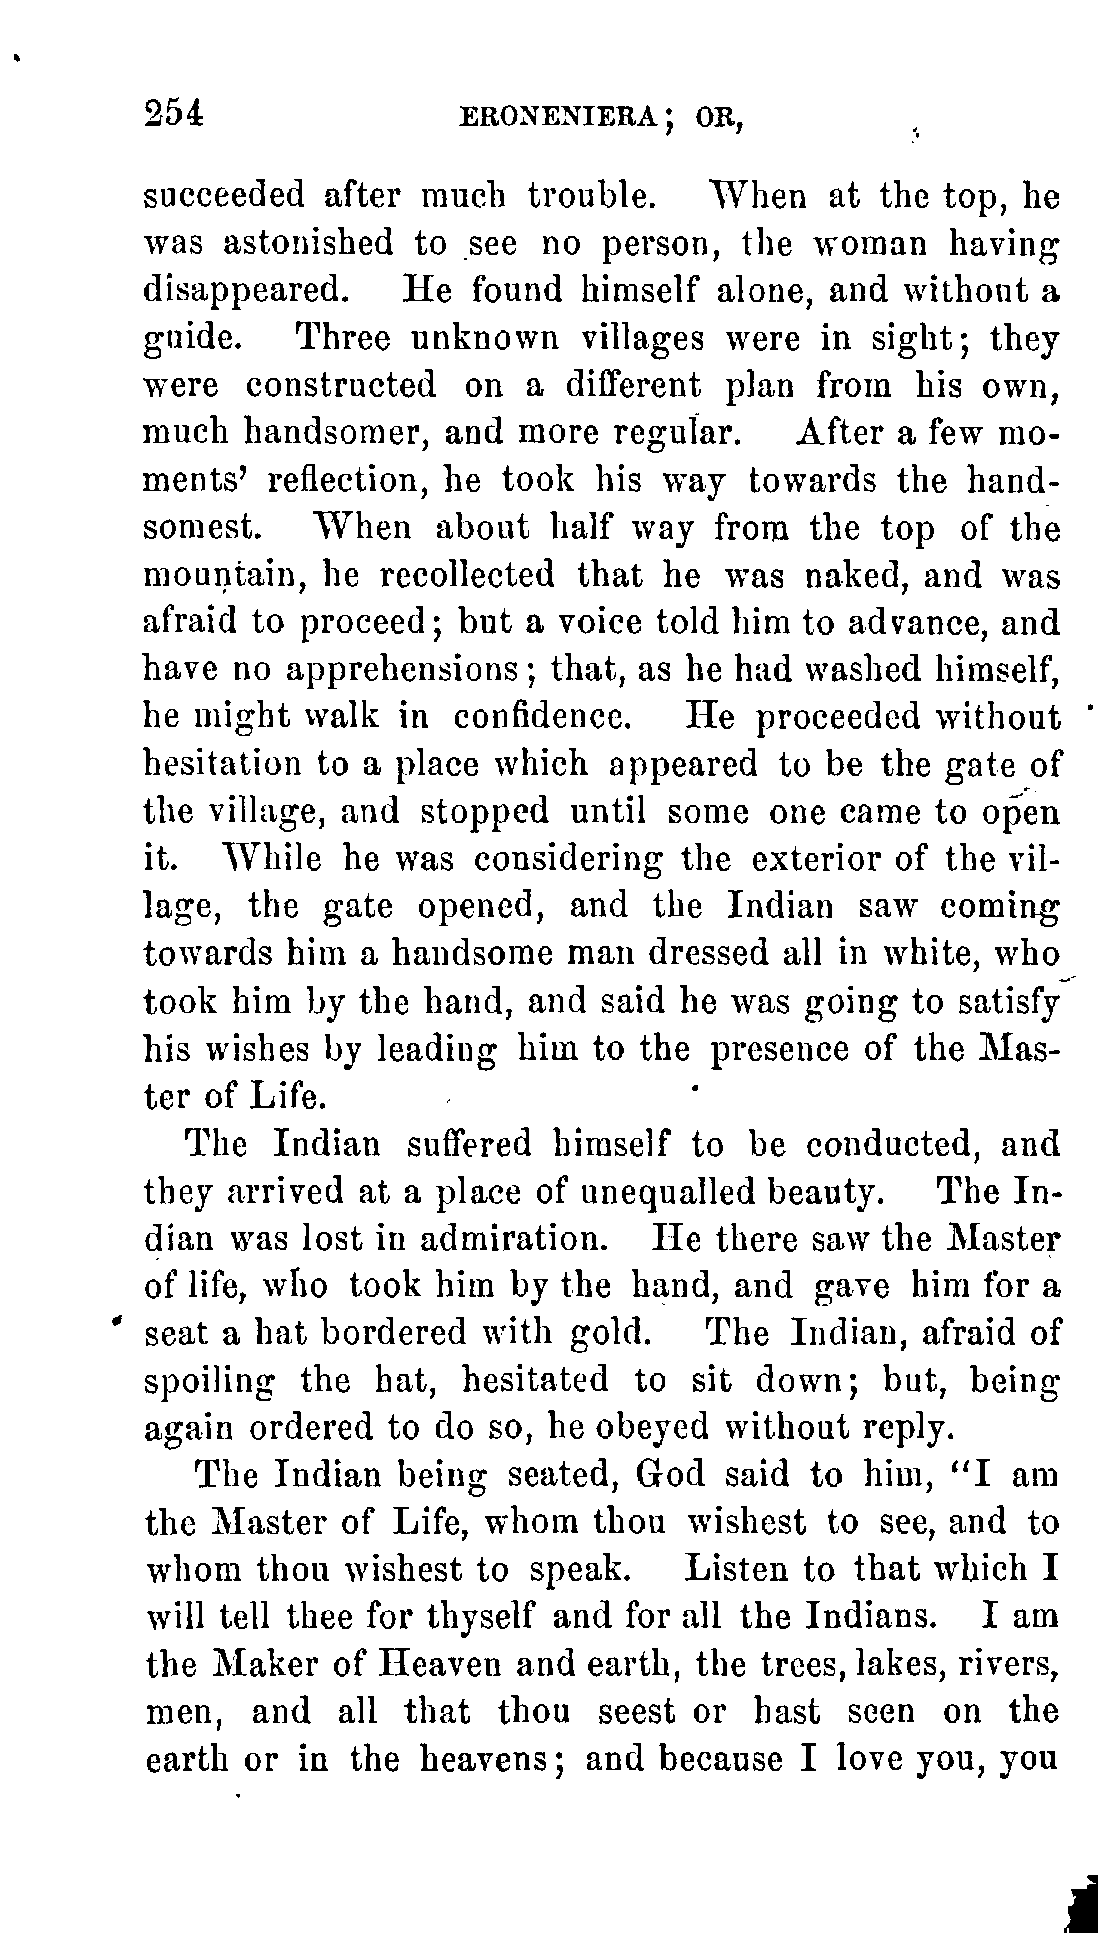 254 ERONENIERA; OR,
succeeded after much trouble. When at the top, he
was astonished to see no person, the woman having
disappeared. He found himself alone, and without a
guide. Three unknown villages were in sight; they
were constructed on a different plan from his own,
much handsomer, and more regular. After a few mo-
ments' reflection, he took his way towards the hand-
somest. When about half way from the top of the
mountain, he recollected that he was naked, and was
afraid to proceed; but a voice told him to advance, and
have no apprehensions; that, as he had washed himself,
he might walk in confidence. He proceeded without
hesitation to a place which appeared to be the gate of
the village, and stopped until some one came to open
it. While he was considering the exterior of the vil-
lage, the gate opened, and the Indian saw coming
towards him a handsome man dressed all in white, who
took him by the hand, and said he was going to satisfy
his wishes by leading him to the presence of the Mas-
ter of Life.
The Indian suffered himself to be conducted, and
they arrived at a place of unequalled beauty. The In-
dian was lost in admiration. He there saw the Master
of life, who took him by the hand, and gave him for a
seat a hat bordered with gold. The Indian, afraid of
spoiling the hat, hesitated to sit down; but, being
again ordered to do so, he obeyed without reply.
The Indian being seated, God said to him, "I am
the Master of Life, whom thou wishest to see, and to
whom thou wishest to speak. Listen to that which I
will tell thee for thyself and for all the Indians. I am
the Maker of Heaven and earth, the trees, lakes, rivers,
men, and all that thou seest or hast seen on the
earth or in the heavens; and because I love you, you